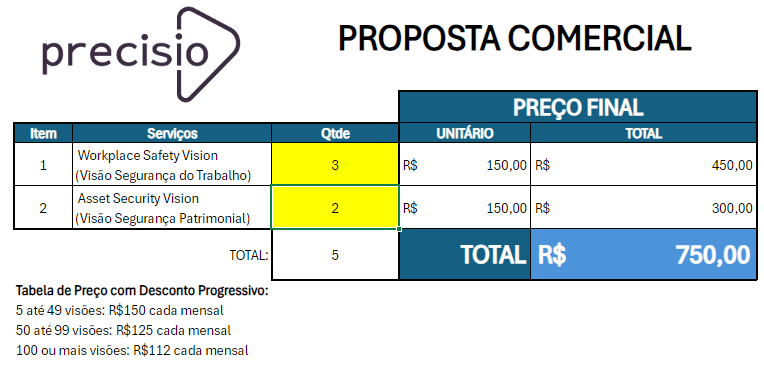 precisio
PROPOSTA COMERCIAL
PREÇO FINAL
Item Serviços Qtde UNITÁRIO TOTAL
1 Workplace Safety Vision
(Visão Segurança do Trabalho) 3 R$ 150,00 R$ 450,00
2 Asset Security Vision
(Visão Segurança Patrimonial) 2 R$ 150,00 R$ 300,00
TOTAL: 5 TOTAL R$ 750,00
Tabela de Preço com Desconto Progressivo:
5 até 49 visões: R$150 cada mensal
50 até 99 visões: R$125 cada mensal
100 ou mais visões: R$112 cada mensal